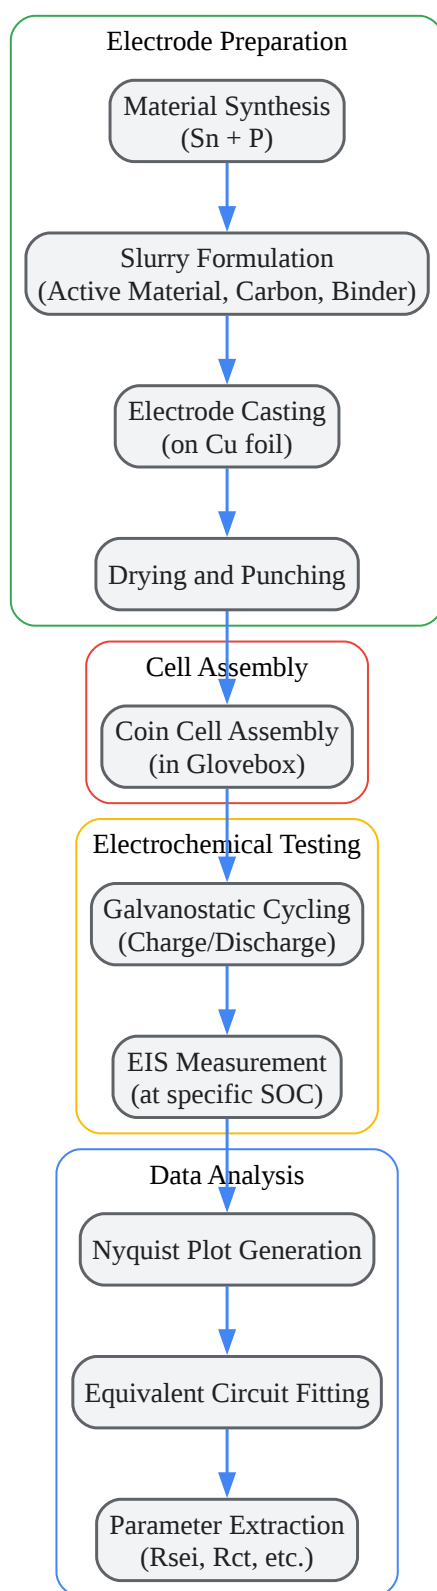 Electrode Preparation
Material Synthesis
(Sn + P)
Slurry Formulation
(Active Material, Carbon, Binder)
Electrode Casting
(on Cu foil)
Drying and Punching
Cell Assembly
Coin Cell Assembly
(in Glovebox)
Electrochemical Testing
Galvanostatic Cycling
(Charge/Discharge)
EIS Measurement
(at specific SOC)
Data Analysis
Nyquist Plot Generation
Equivalent Circuit Fitting
Parameter Extraction
(Rsei, Rct, etc.)